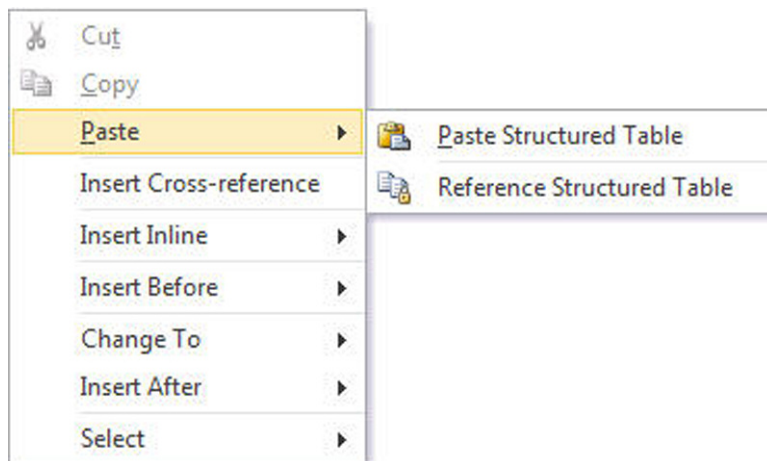 Cut
Copy
Paste
Paste Structured Table
Reference Structured Table
Insert Cross-reference
Insert Inline
Insert Before
Change To
Insert After
Select